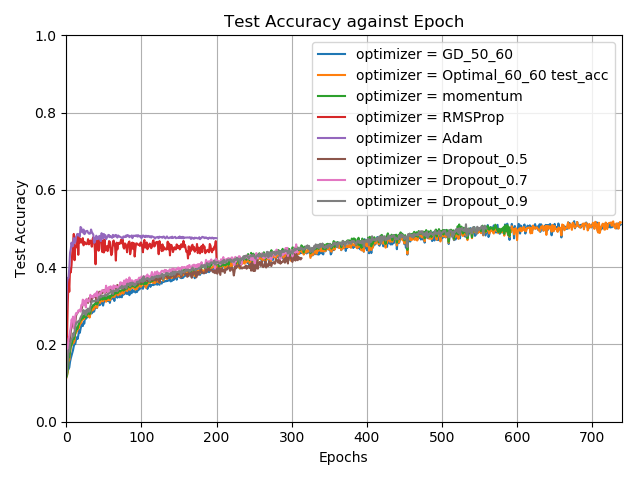 Test Accuracy against Epoch
1.0
0.8
0.6
0.4
0.2
0.0
Test Accuracy
optimizer = GD_50_60
optimizer = Optimal_60_60 test_acc
optimizer = momentum
optimizer = RMSProp
optimizer = Adam
optimizer = Dropout_0.5
optimizer = Dropout_0.7
optimizer = Dropout_0.9
0 100 200 300 400 500 600 700
Epochs